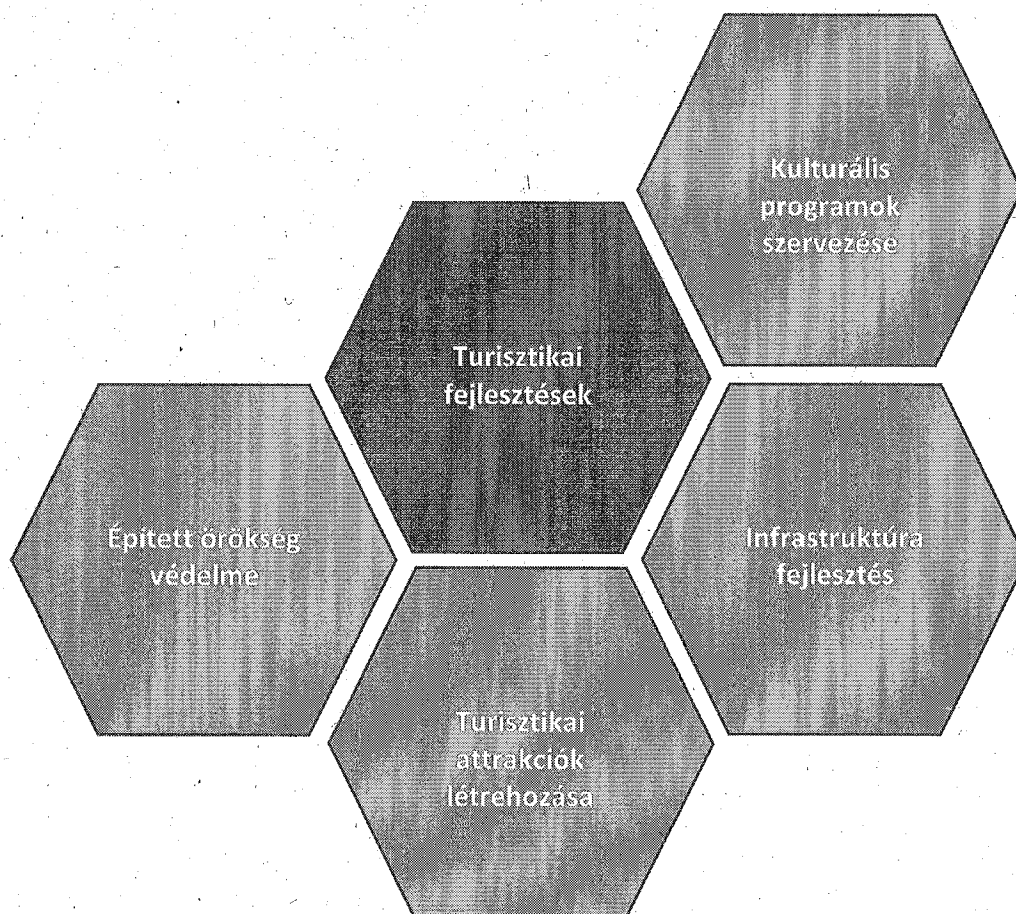 Kulturális
programok
szervezése
Turisztikai
fejlesztések
Épített örökség
védelme
Infrastruktúra
fejlesztés
Turisztikai
attrakciók
létrehozása